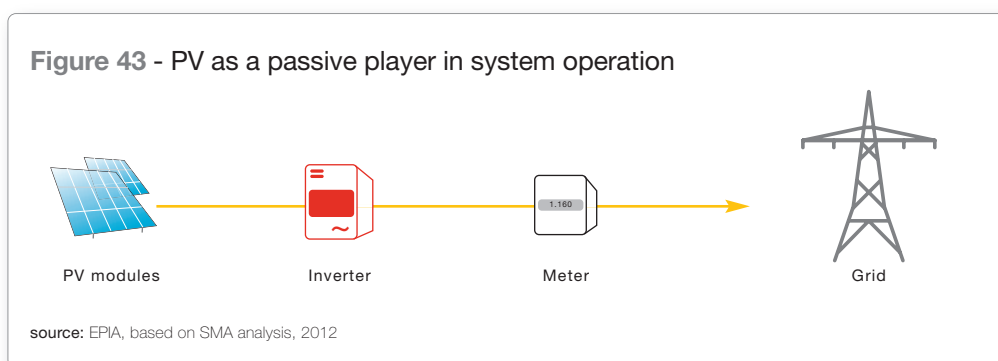 Figure 43 - PV as a passive player in system operation
1.160
PV modules
Inverter
Meter
Grid
source: EPIA, based on SMA analysis, 2012